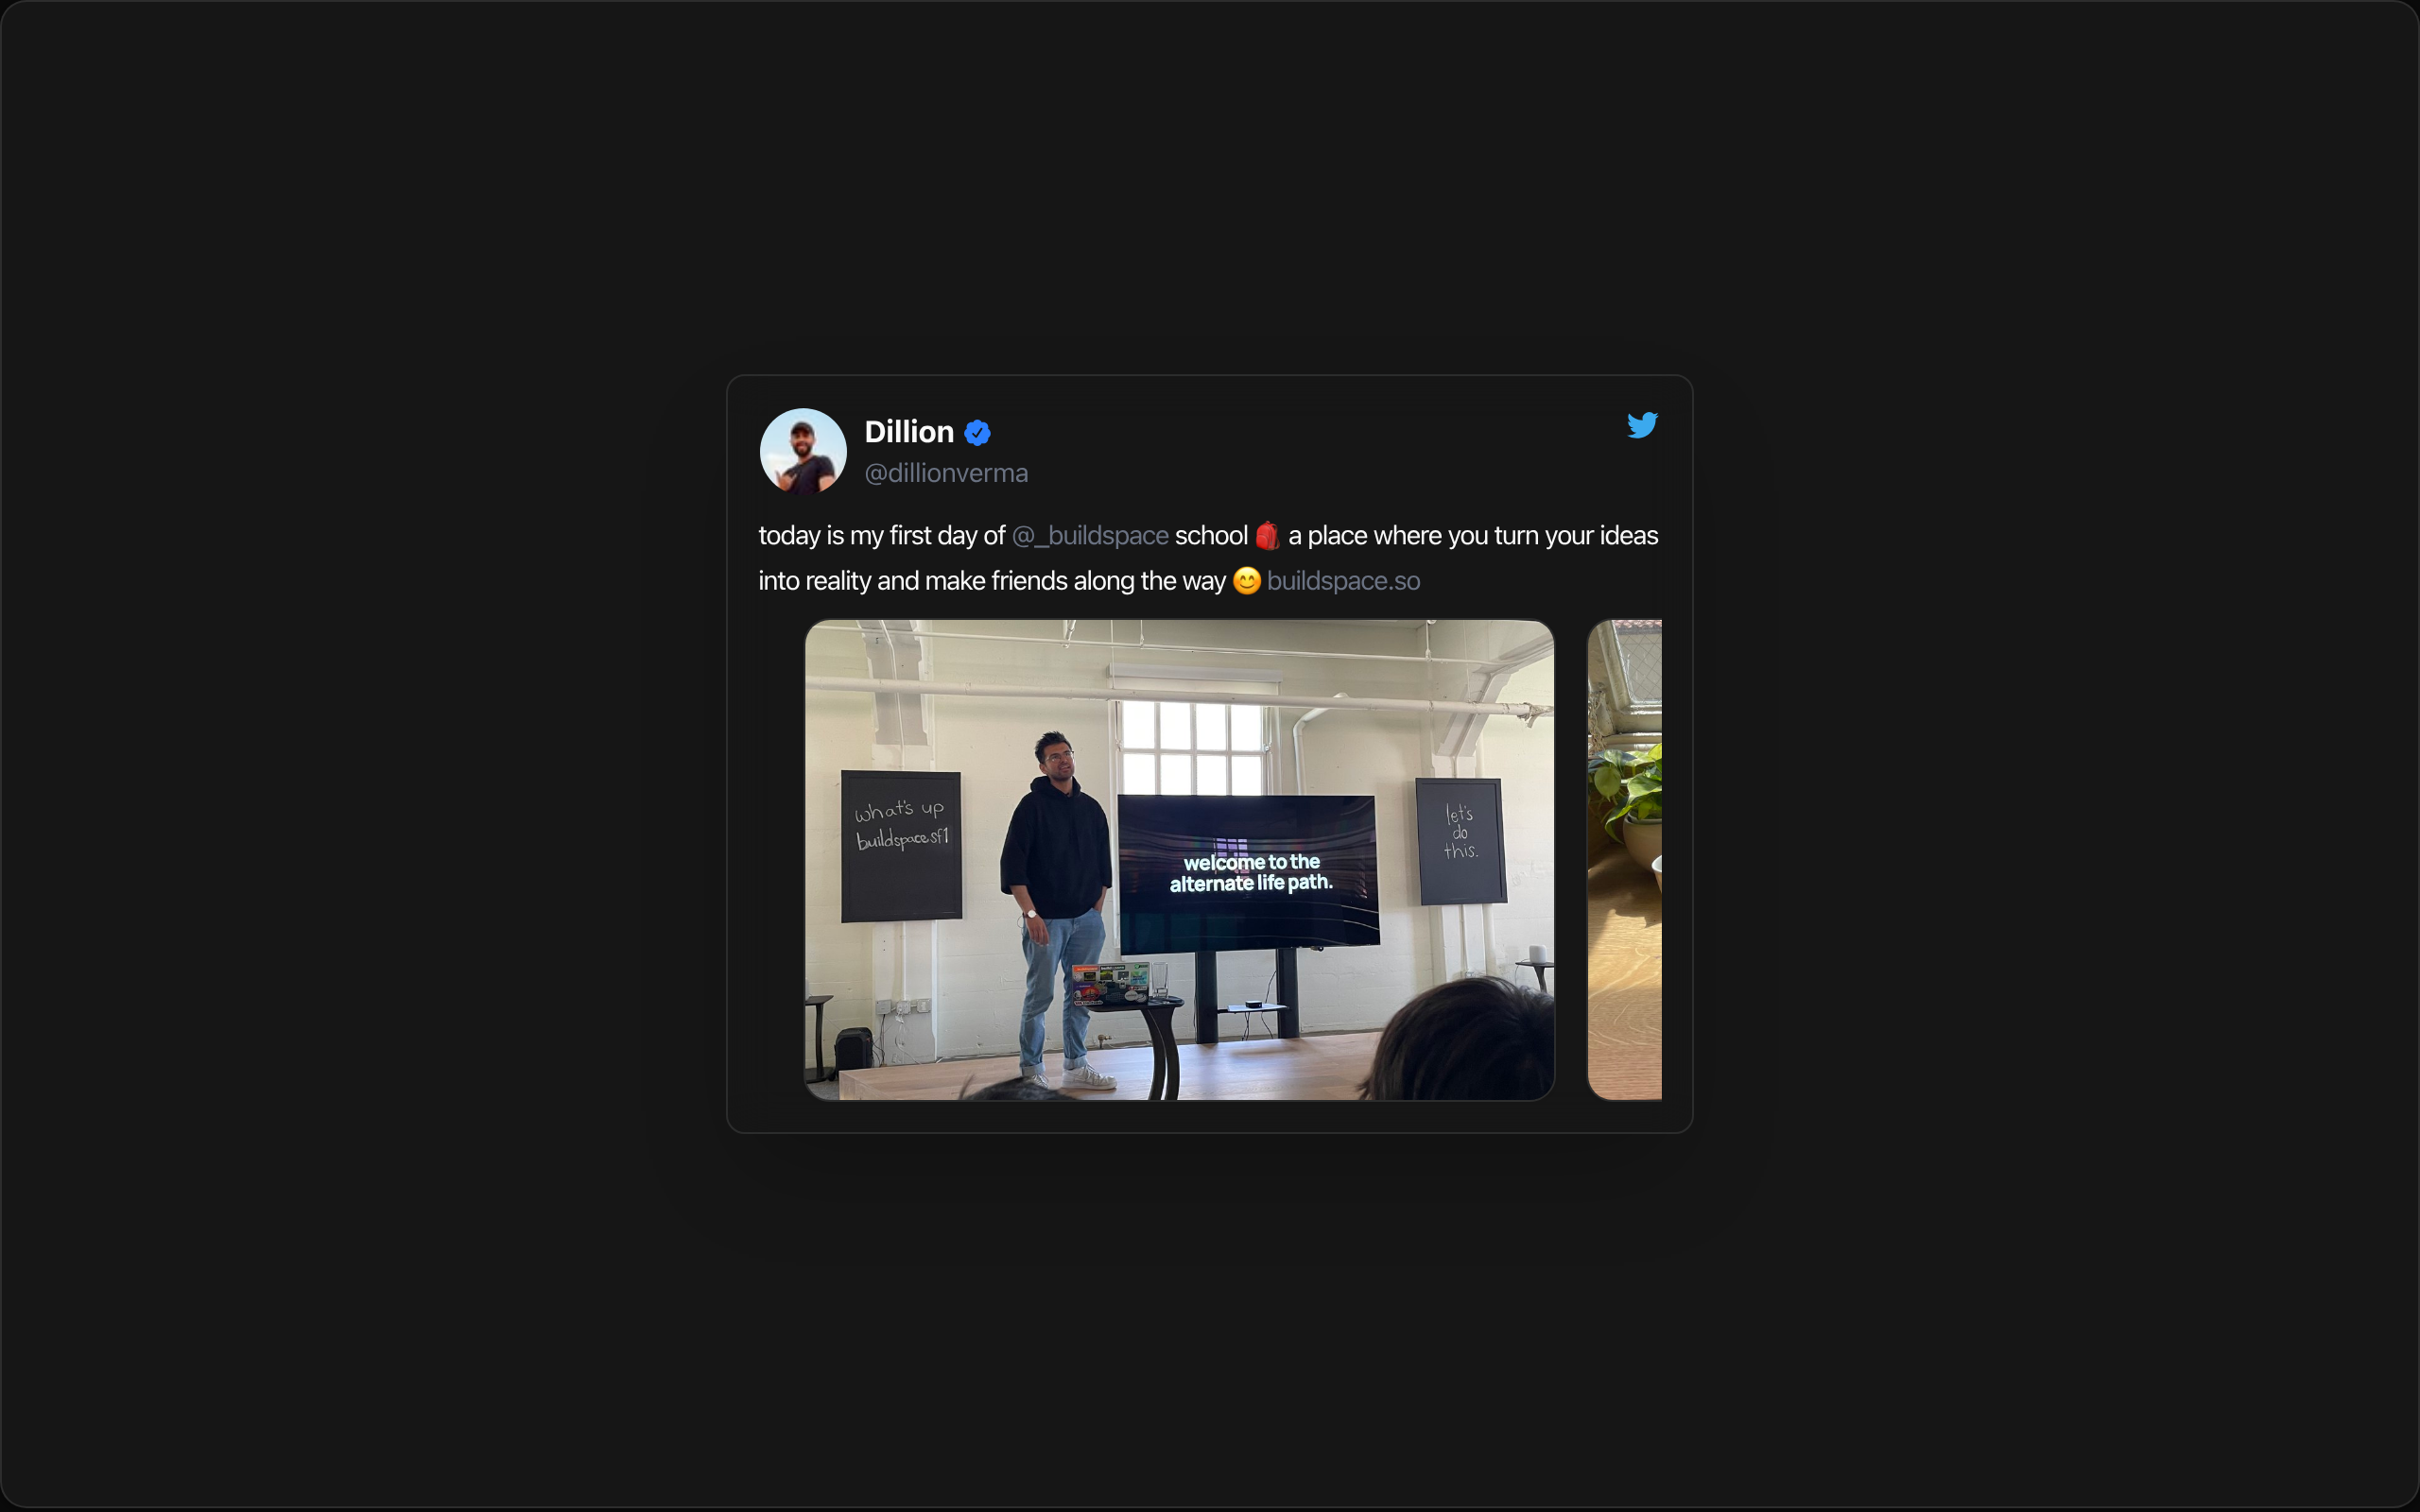 Dillion
@dillionverma
today is my first day of @_buildspace school 🎒 a place where you turn your ideas
into reality and make friends along the way 😊 buildspace.so
what's up
buildspace sf1
welcome to the
alternate life path.
let's
do
this.